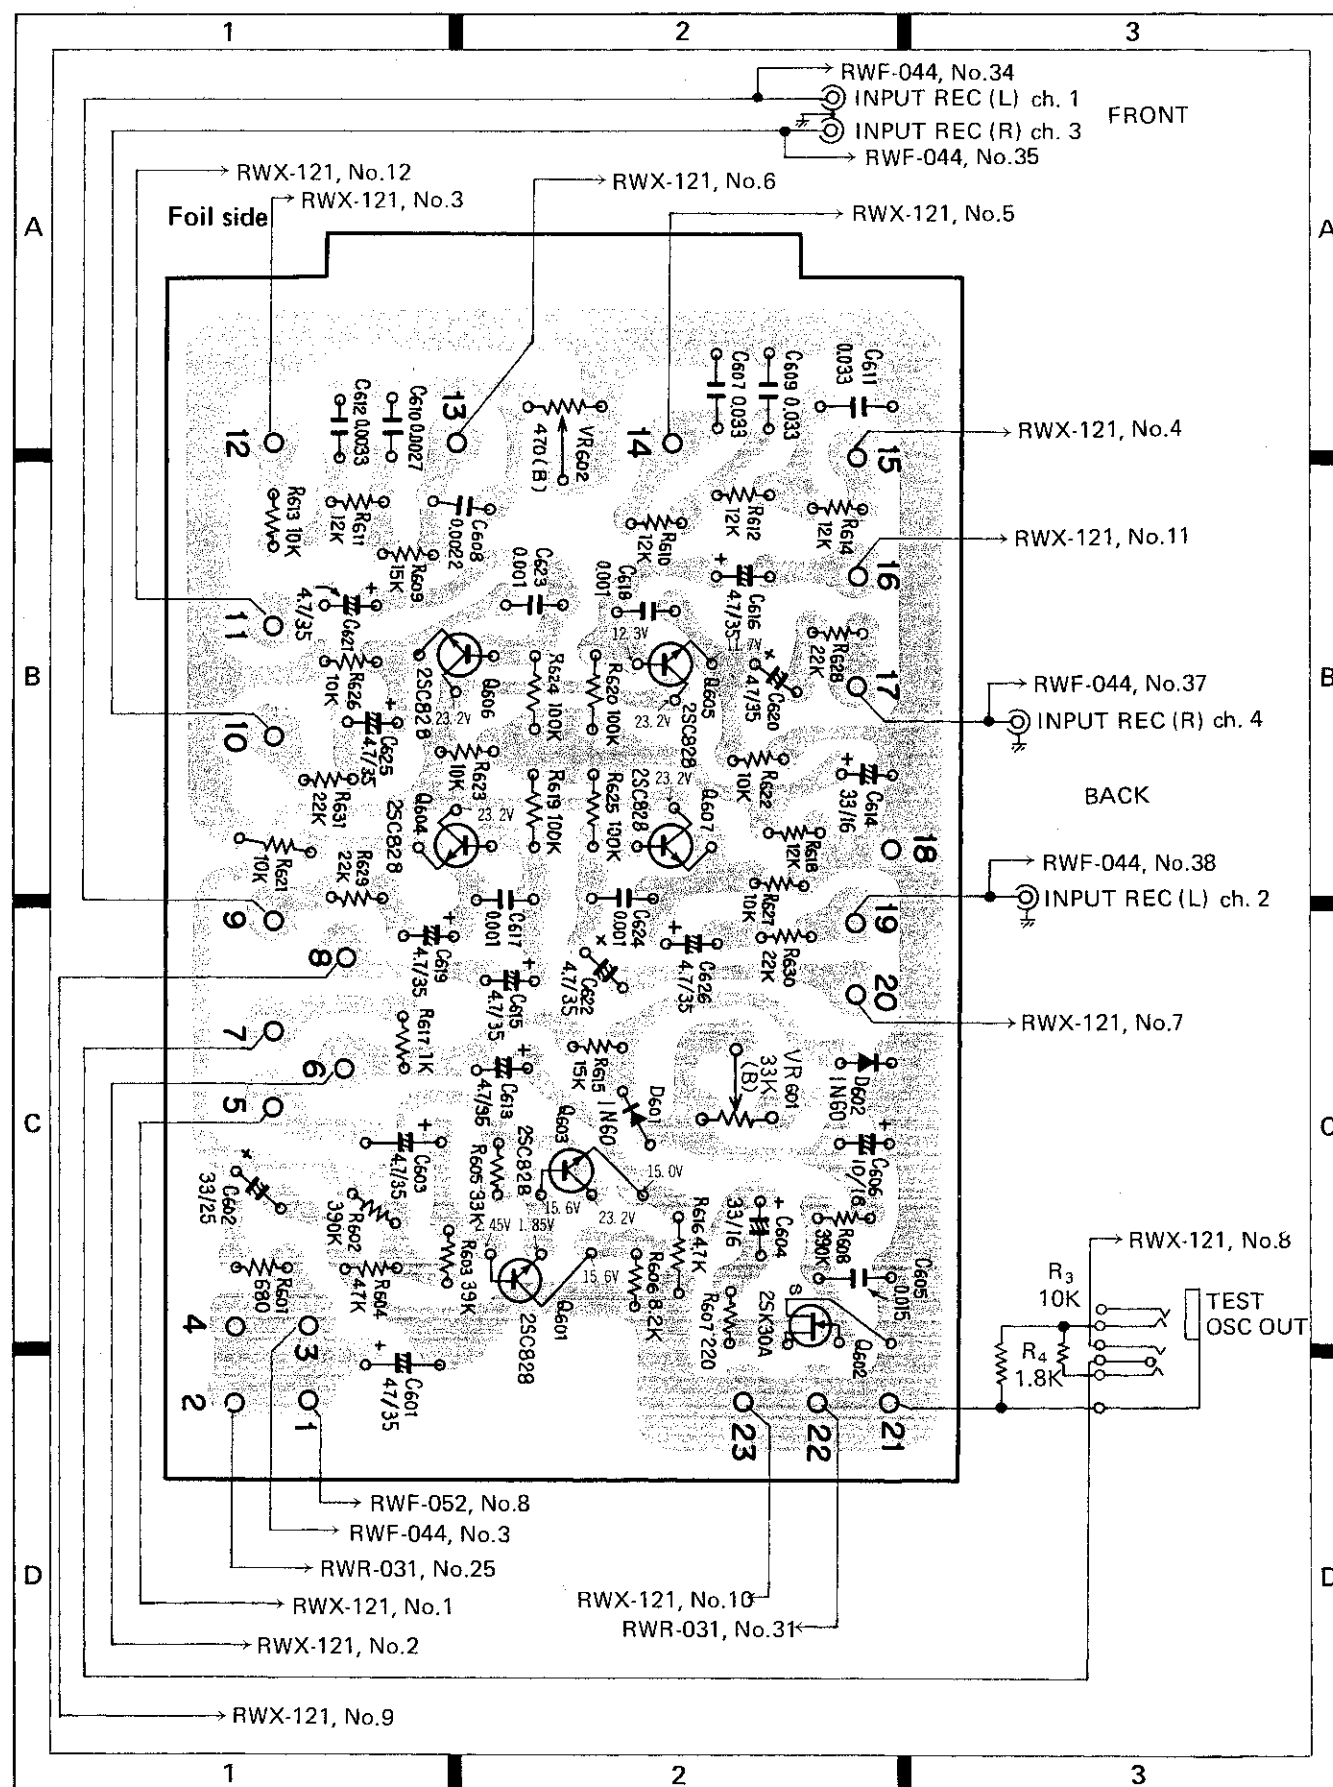 1
2
3
RWF-044, No.34
INPUT REC (L) ch. 1
FRONT
INPUT REC (R) ch. 3
RWF-044, No.35
RWX-121, No.12
RWX-121, No.6
RWX-121, No.3
RWX-121, No.5
Foil side
A
A
C611
0.033
C609 0.033
C607 0.033
C612 0.0033
C610 0.0027
13
12
VR602
470(B)
14
15
RWX-121, No.4
R613 10K
R611
12K
C608
0.0022
R609
15K
R610
12K
R612
12K
R614
12K
RWX-121, No.11
16
C623
0.001
C618
0.001
C616
4.7/35
C621
4.7/35
11
12.3V
11.7V
R628
22K
17
R626
10K
2SC828
Q606
23.2V
R624 100K
R620 100K
Q605
2SC828
23.2V
C620
4.7/35
B
B
RWF-044, No.37
INPUT REC (R) ch. 4
10
C625
4.7/35
R623
10K
R631
22K
2SC828
Q604
23.2V
R619 100K
R625 100K
2SC828
23.2V
Q607
R622
10K
C614
33/16
BACK
R618
12K
18
R621
10K
R629
22K
R627
10K
RWF-044, No.38
INPUT REC (L) ch. 2
9
8
C619
4.7/35
C617
0.001
C615
4.7/35
C624
0.001
C622
4.7/35
C626
4.7/35
R630
22K
19
20
RWX-121, No.7
7
6
5
R617 1K
C613
4.7/35
R615
15K
D601
1N60
VR601
33K
(B)
D602
1N60
C
C
C603
4.7/35
2SC828
R605 33K
Q603
15.0V
15.6V
23.2V
C606
10/16
C602
33/25
R602
390K
2.45V
1.85V
R603 39K
15.6V
R616 4.7K
C604
33/16
R608
390K
C605
0.015
RWX-121, No.8
R601
680
R604
47K
Q601
2SC828
R606 8.2K
R607 220
2SK30A
S
Q602
R3
10K
TEST
OSC OUT
R4
1.8K
4
3
2
1
C601
47/35
23
22
21
RWF-052, No.8
RWF-044, No.3
RWR-031, No.25
D
D
RWX-121, No.1
RWX-121, No.10
RWR-031, No.31
RWX-121, No.2
RWX-121, No.9
1
2
3